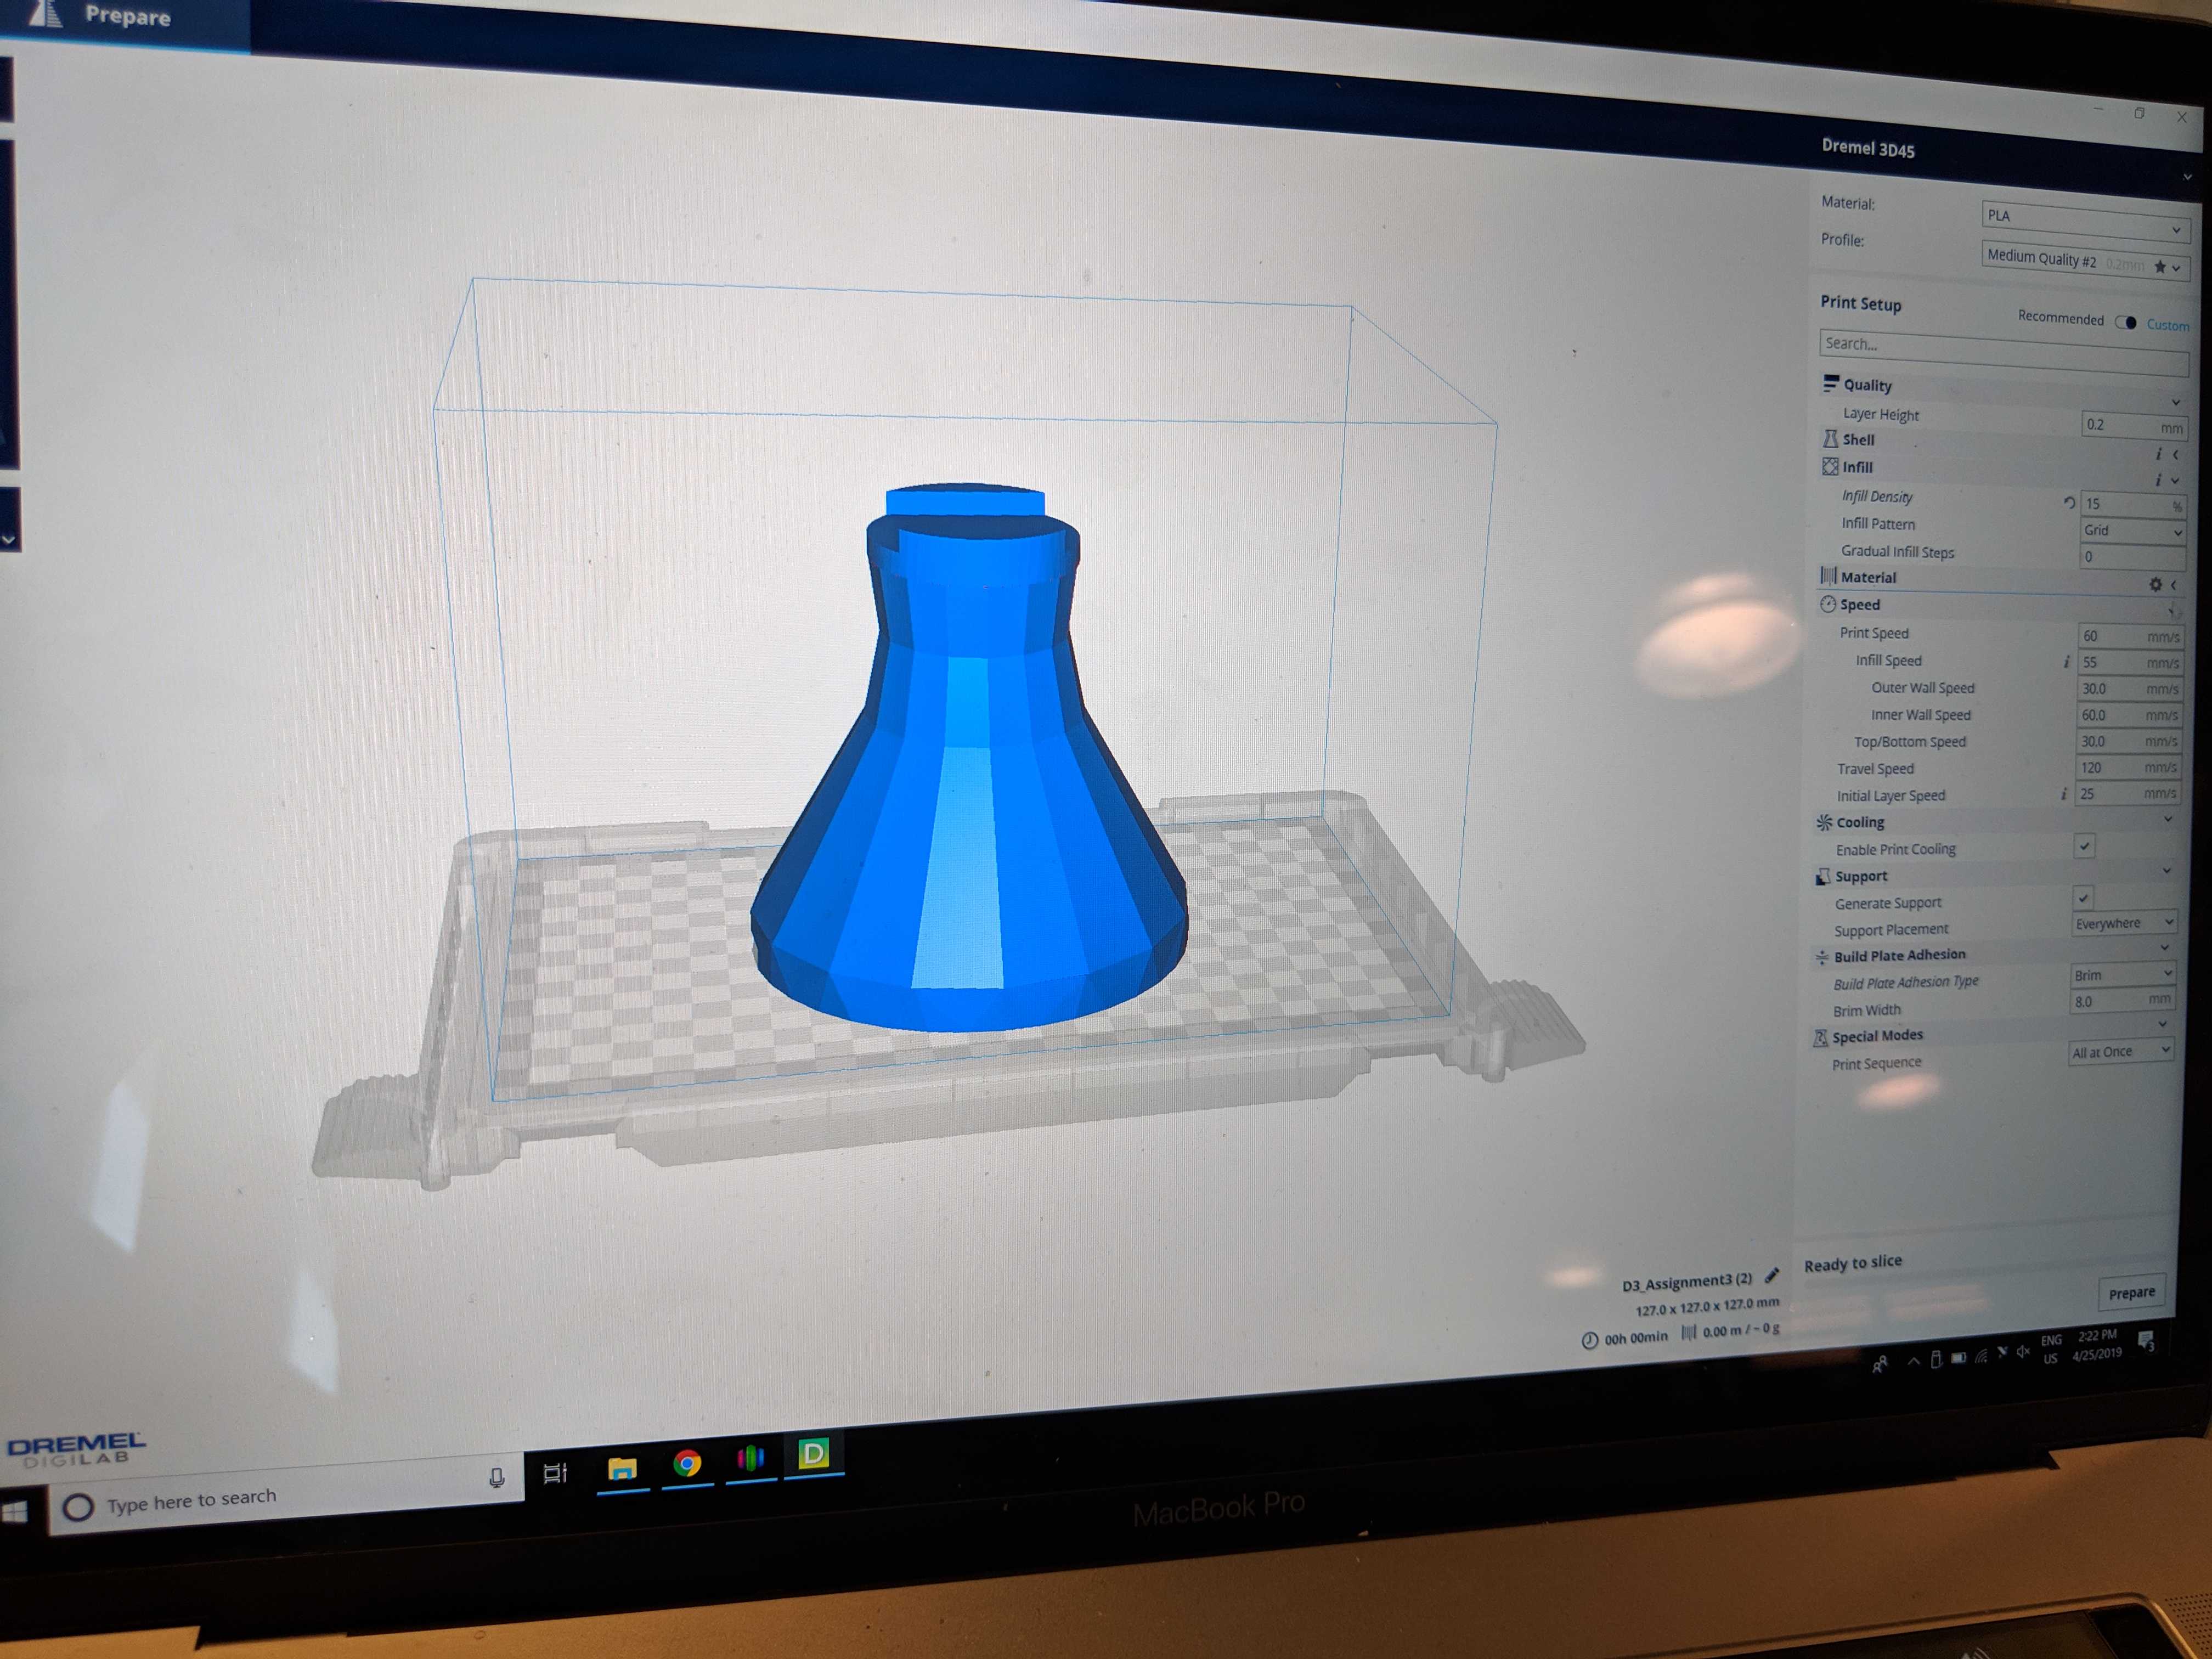 Prepare
Dremel 3D45
Material:
PLA
Profile:
Medium Quality #2 0.2mm
Print Setup
Recommended
Custom
Search...
Quality
Layer Height
0.2 mm
Shell
i
Infill
i
Infill Density
15 %
Infill Pattern
Grid
Gradual Infill Steps
0
Material
Speed
Print Speed
60 mm/s
Infill Speed
i 55 mm/s
Outer Wall Speed
30.0 mm/s
Inner Wall Speed
60.0 mm/s
Top/Bottom Speed
30.0 mm/s
Travel Speed
120 mm/s
Initial Layer Speed
i 25 mm/s
Cooling
Enable Print Cooling
Support
Generate Support
Support Placement
Everywhere
Build Plate Adhesion
Build Plate Adhesion Type
Brim
Brim Width
8.0 mm
Special Modes
Print Sequence
All at Once
D3_Assignment3 (2)
127.0 x 127.0 x 127.0 mm
00h 00min 0.00 m / ~ 0 g
Ready to slice
Prepare
DREMEL
DIGILAB
Type here to search
D
ENG
US
2:22 PM
4/25/2019
3
MacBook Pro